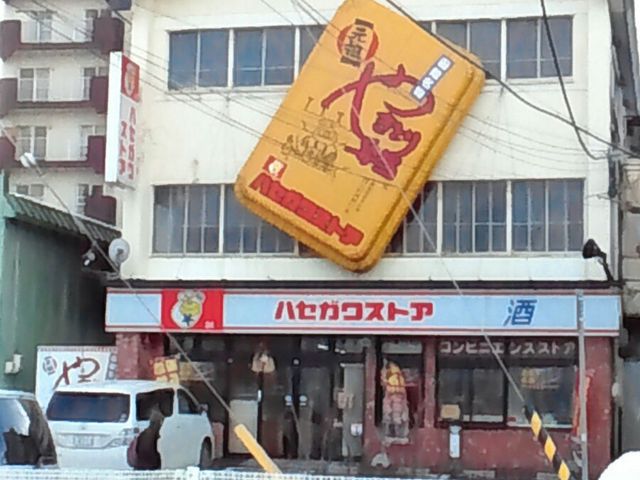 元祖
やきとり弁当
ハセガワストア
ハセガワストア
ハセガワストア
酒
コンビニエンスストア
や